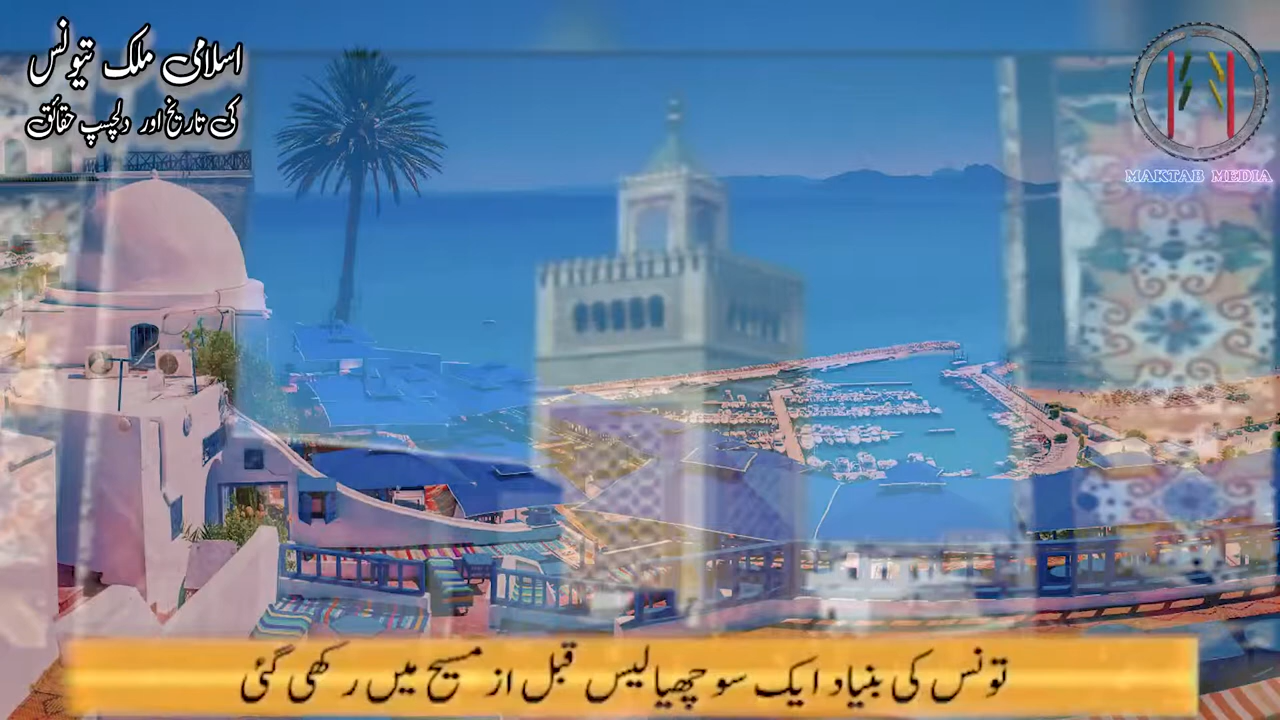 اسلامی ملک تیونس
کی تاریخ اور دلچسپ حقائق
MAKTAB MEDIA
تونس کی بنیاد ایک سو چھیالیس قبل از مسیح میں رکھی گئی